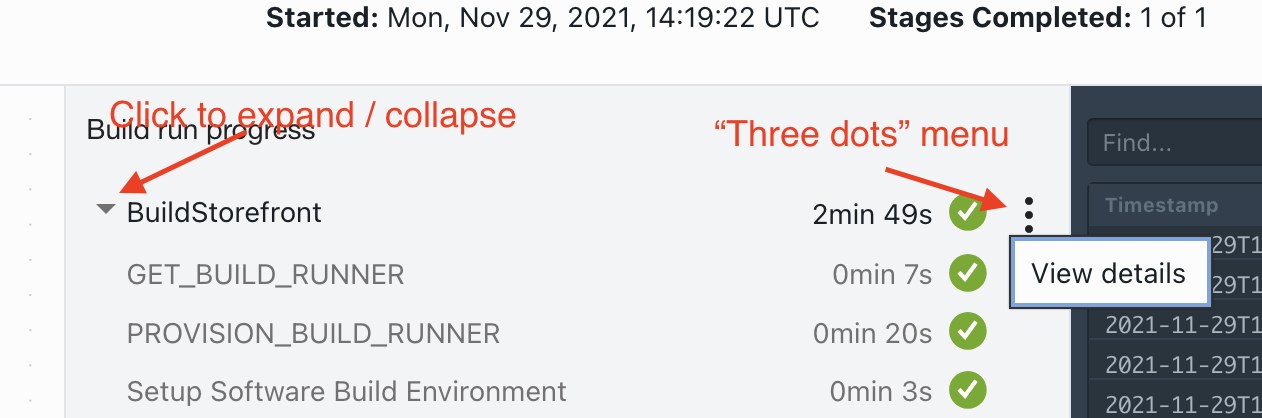 Started: Mon, Nov 29, 2021, 14:19:22 UTC Stages Completed: 1 of 1
Click to expand / collapse
Build run progress
“Three dots” menu
Find...
BuildStorefront 2min 49s
Timestamp
GET_BUILD_RUNNER 0min 7s
View details
29T1
29T1
PROVISION_BUILD_RUNNER 0min 20s
2021-11-29T1
2021-11-29T1
Setup Software Build Environment 0min 3s
2021-11-29T1